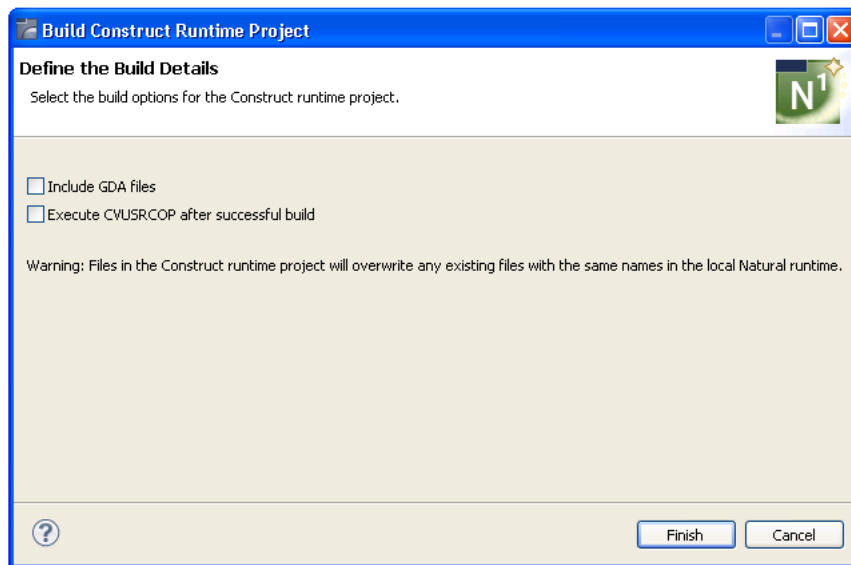 Build Construct Runtime Project
Define the Build Details
Select the build options for the Construct runtime project.
N1
Include GDA files
Execute CVUSRCOP after successful build
Warning: Files in the Construct runtime project will overwrite any existing files with the same names in the local Natural runtime.
?
Finish
Cancel